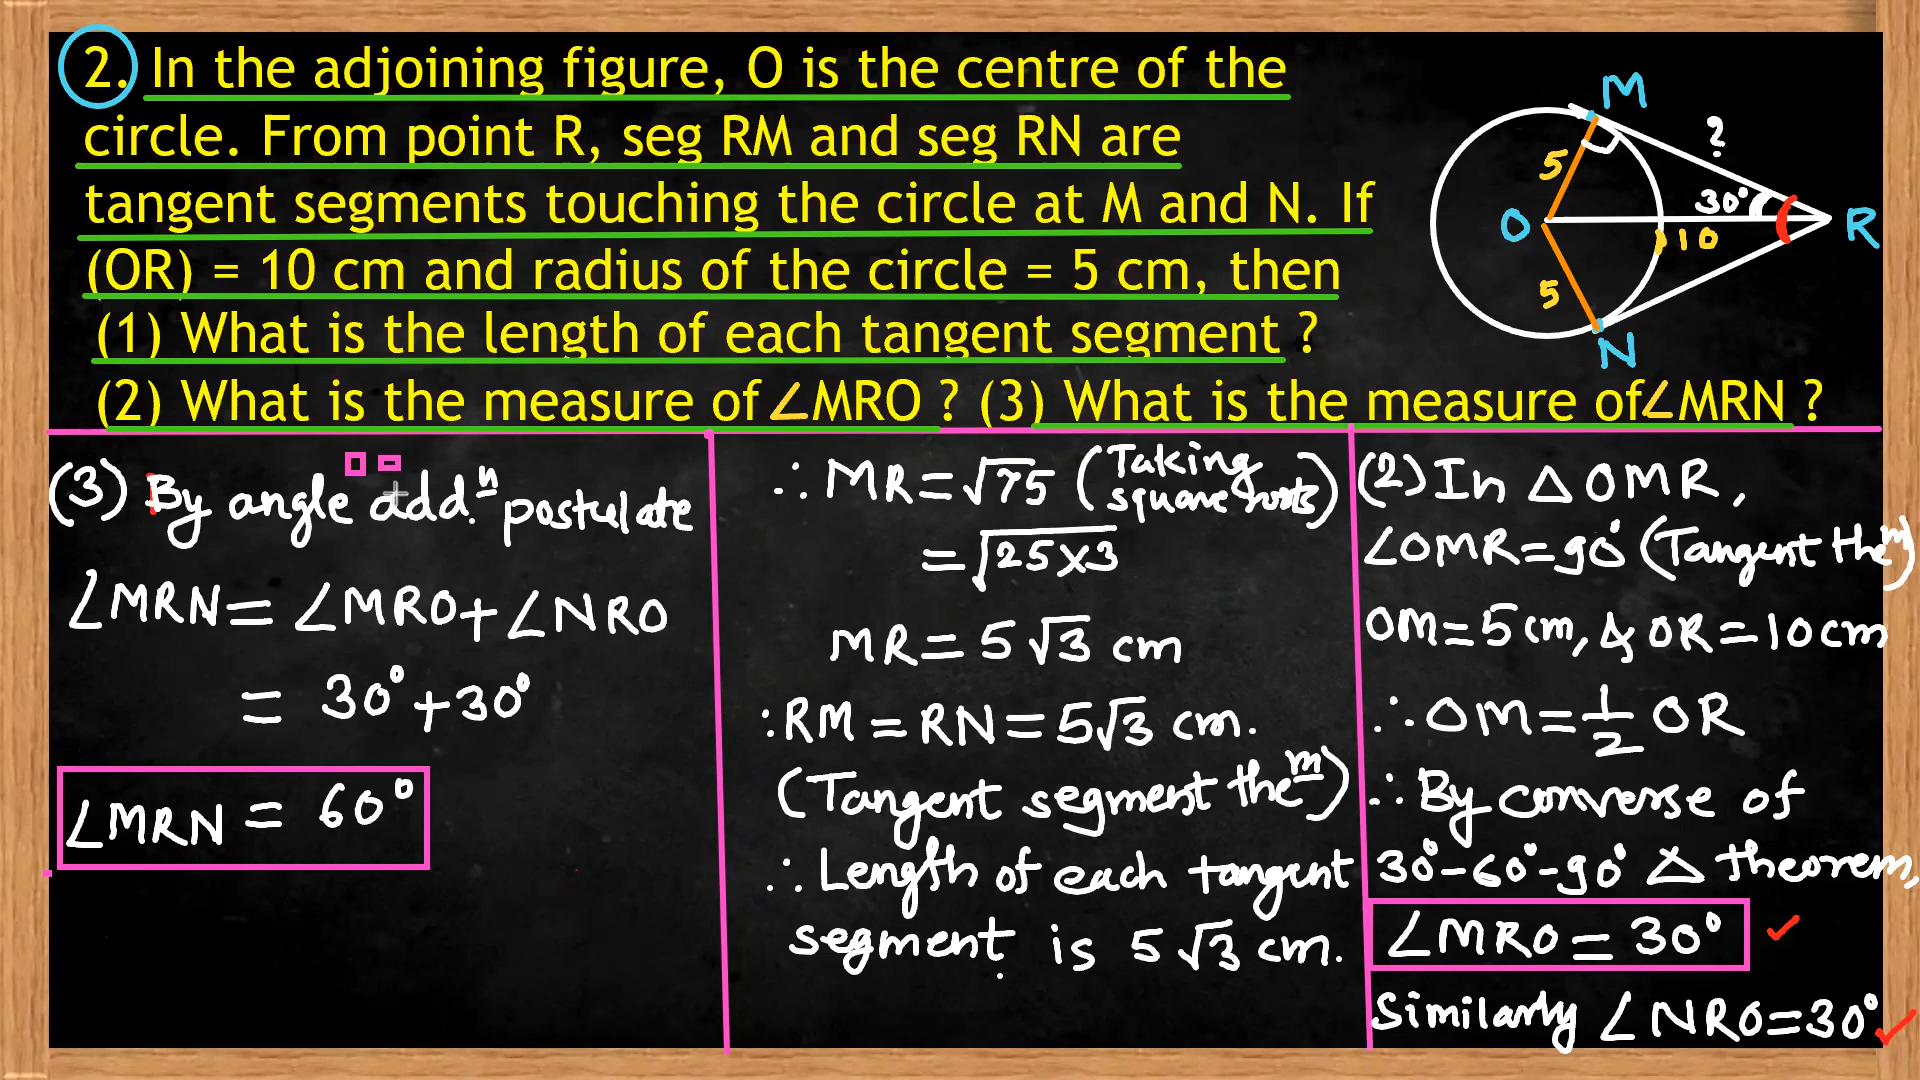 2. In the adjoining figure, O is the centre of the
circle. From point R, seg RM and seg RN are
tangent segments touching the circle at M and N. If
(OR) = 10 cm and radius of the circle = 5 cm, then
(1) What is the length of each tangent segment ?
(2) What is the measure of ∠MRO ? (3) What is the measure of ∠MRN ?
M
?
5
30°
O
10
R
5
N
(3) By angle addⁿ. postulate
∠MRN = ∠MRO + ∠NRO
= 30° + 30°
∠MRN = 60°
∴ MR = √75 (Taking square roots)
= √25×3
MR = 5√3 cm
: RM = RN = 5√3 cm.
(Tangent segment theᵐ)
∴ Length of each tangent
segment is 5√3 cm.
(2) In △OMR,
∠OMR = 90° (Tangent theᵐ)
OM = 5 cm, & OR = 10 cm
∴ OM = 1/2 OR
∴ By converse of
30°-60°-90° △ theorem,
∠MRO = 30°
Similarly ∠NRO = 30°